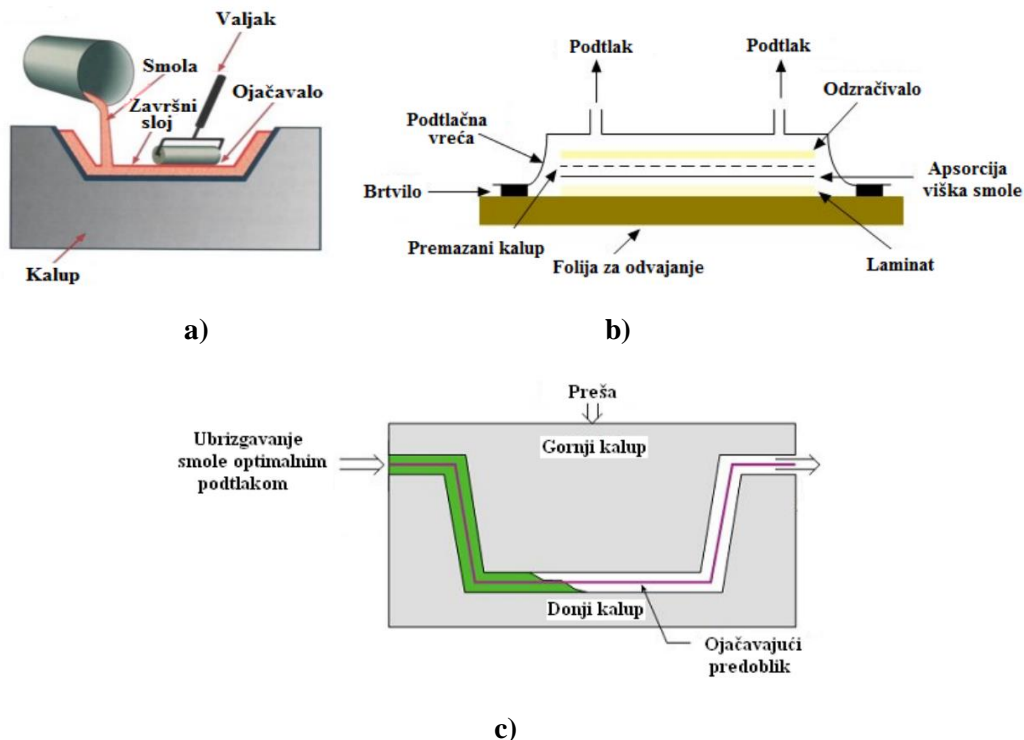 Valjak
Smola
Završni
sloj
Ojačavalo
Kalup
a)
Podtlak
Podtlak
Odzračivalo
Podtlačna
vreća
Brtvilo
Apsorcija
viška smole
Premazani kalup
Folija za odvajanje
Laminat
b)
Preša
Ubrizgavanje
smole optimalnim
podtlakom
Gornji kalup
Donji kalup
Ojačavajući
predoblik
c)